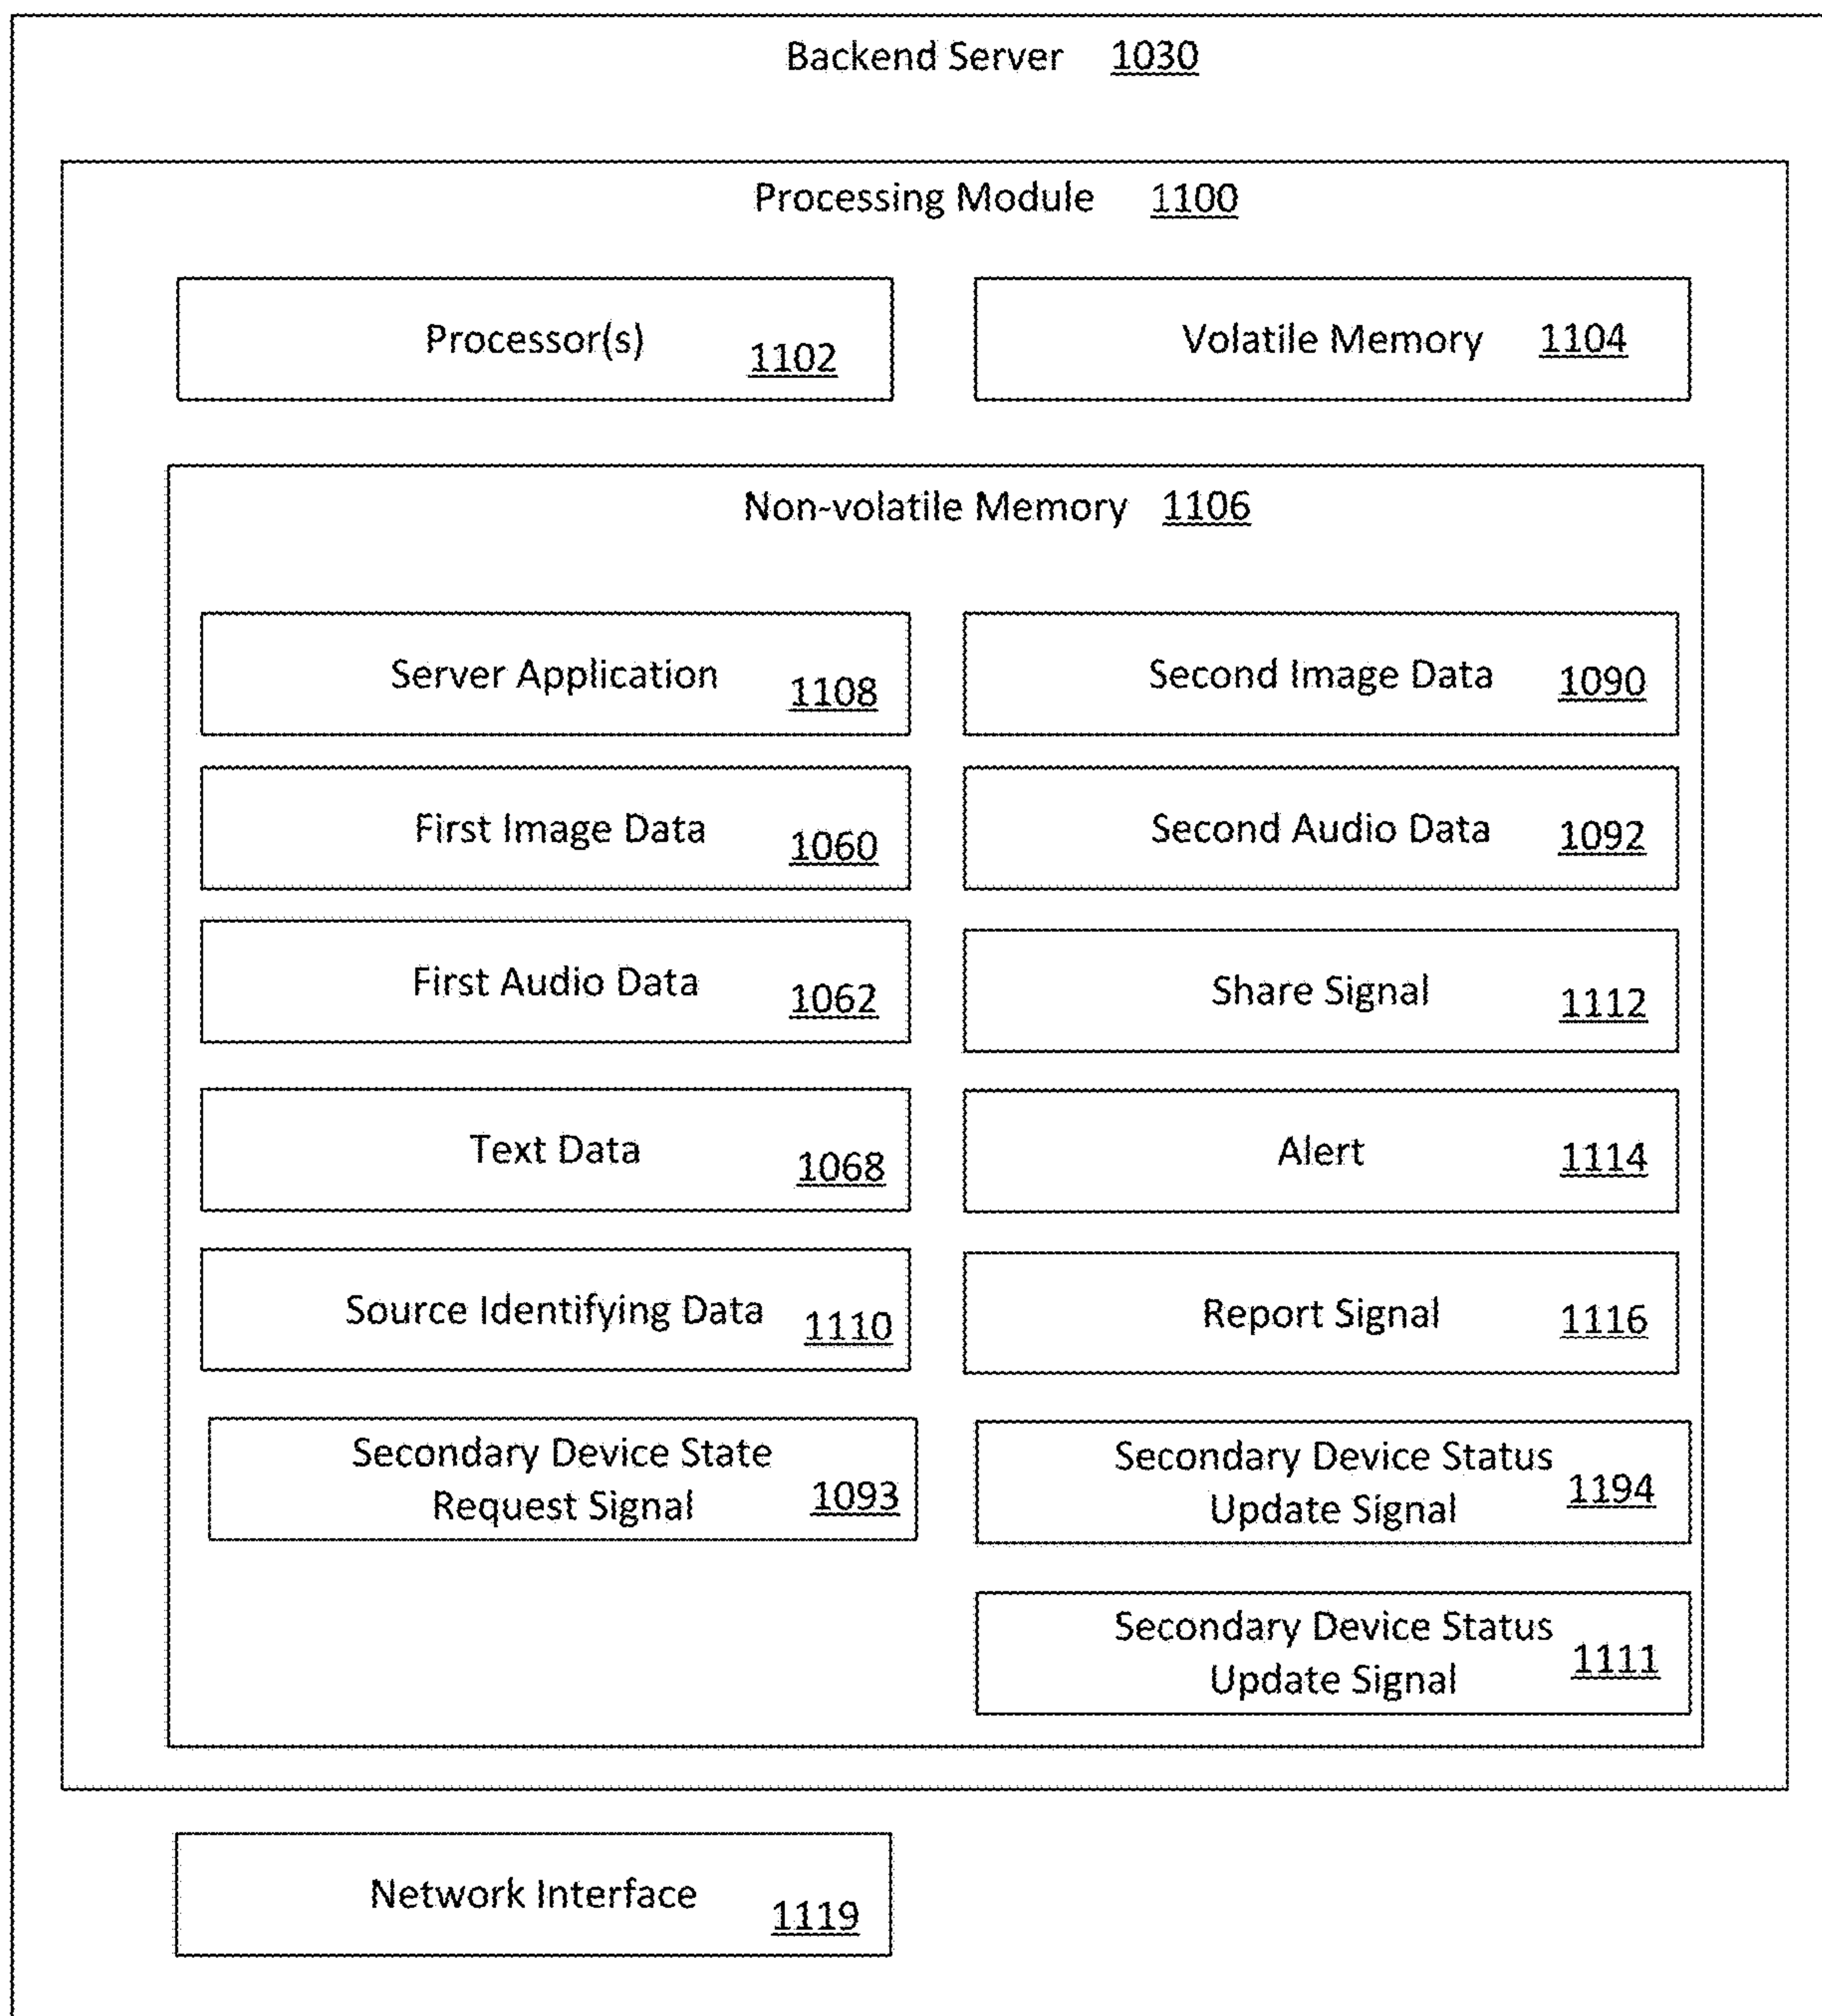 Backend Server 1030
Processing Module 1100
Processor(s) 1102
Volatile Memory 1104
Non-volatile Memory 1106
Server Application 1108
Second Image Data 1090
First Image Data 1060
Second Audio Data 1092
First Audio Data 1062
Share Signal 1112
Text Data 1068
Alert 1114
Source Identifying Data 1110
Report Signal 1116
Secondary Device State
Request Signal 1093
Secondary Device Status
Update Signal 1194
Secondary Device Status
Update Signal 1111
Network Interface 1119